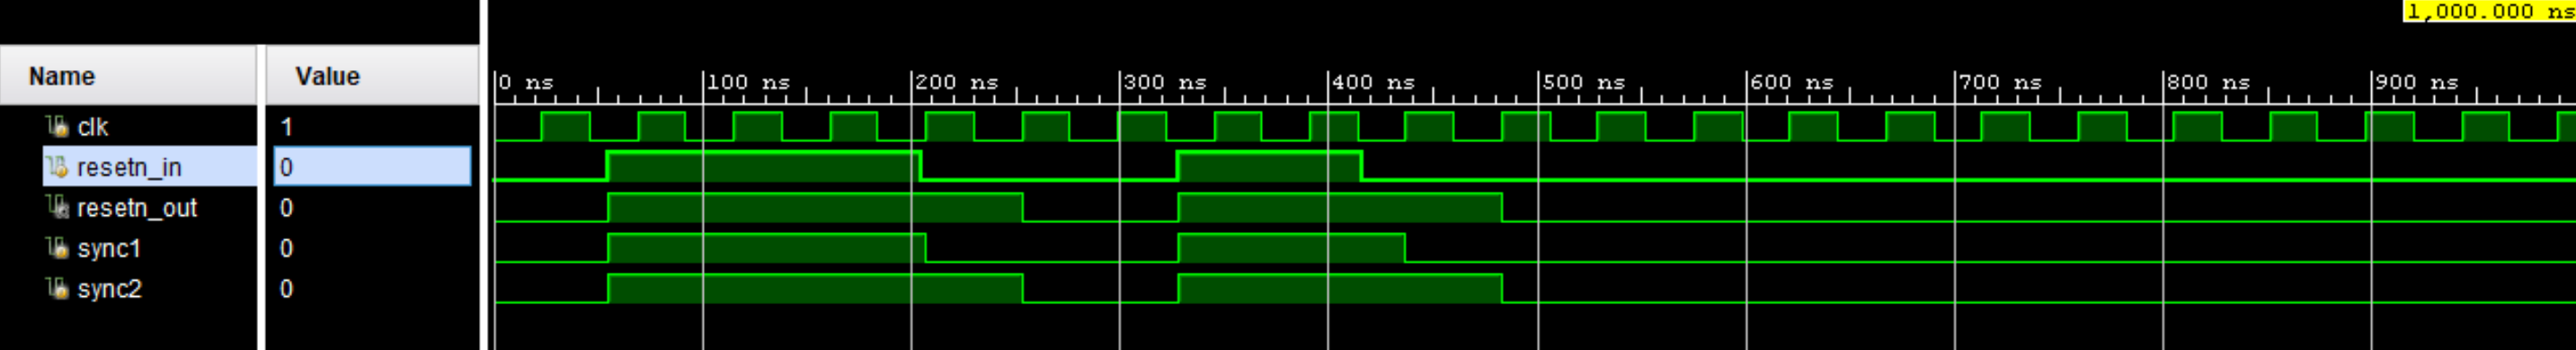 1,000.000 ns
Name Value
0 ns 100 ns 200 ns 300 ns 400 ns 500 ns 600 ns 700 ns 800 ns 900 ns
clk 1
resetn_in 0
resetn_out 0
sync1 0
sync2 0